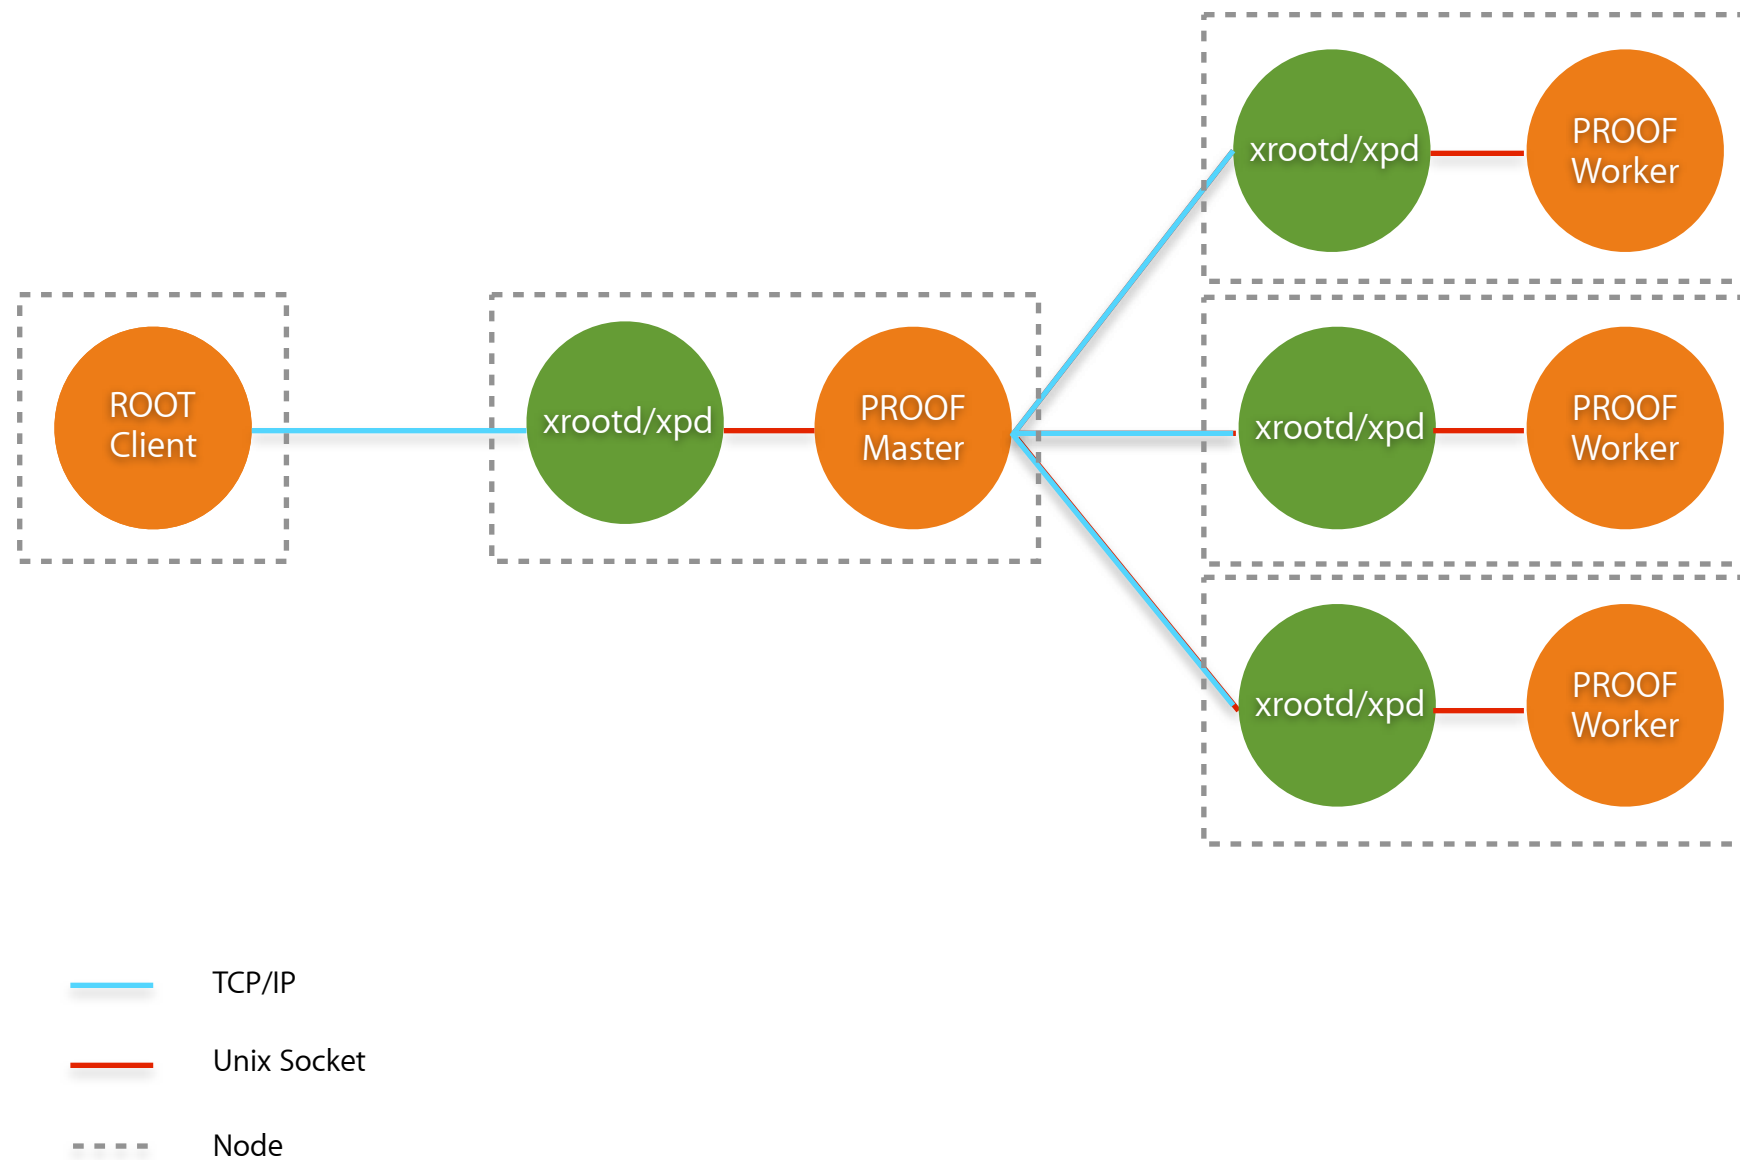 xrootd/xpd
PROOF
Worker
ROOT
Client
xrootd/xpd
PROOF
Master
xrootd/xpd
PROOF
Worker
xrootd/xpd
PROOF
Worker
TCP/IP
Unix Socket
Node